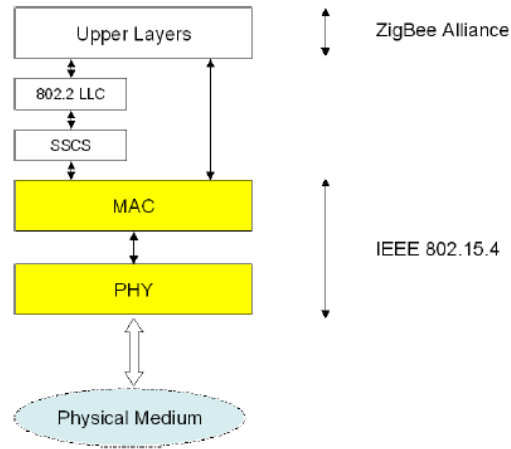 Upper Layers
ZigBee Alliance
802.2 LLC
SSCS
MAC
IEEE 802.15.4
PHY
Physical Medium